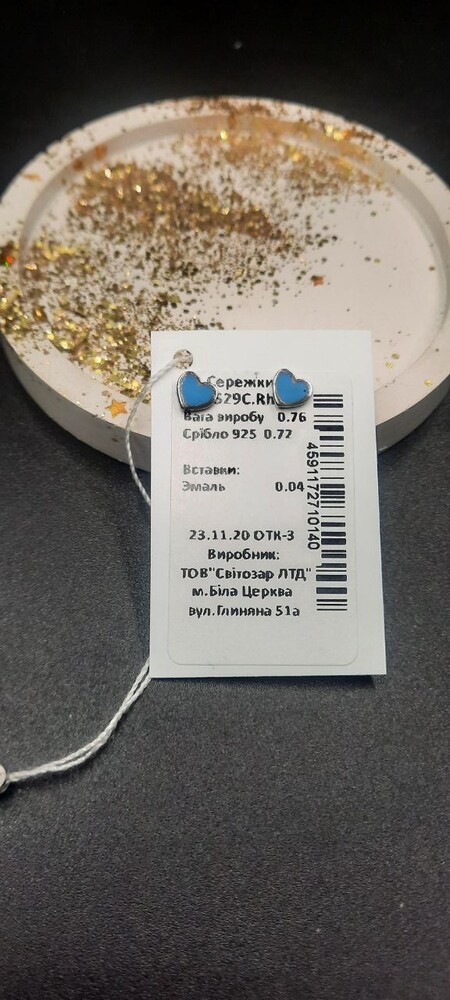 Сережки
529C.Rh
Вага виробу 0.76
Срібло 925 0.72
Вставки:
Эмаль 0.04
23.11.20 ОТК-3
Виробник:
ТОВ"Світозар ЛТД"
м.Біла Церква
вул.Глиняна 51а
4591172710140